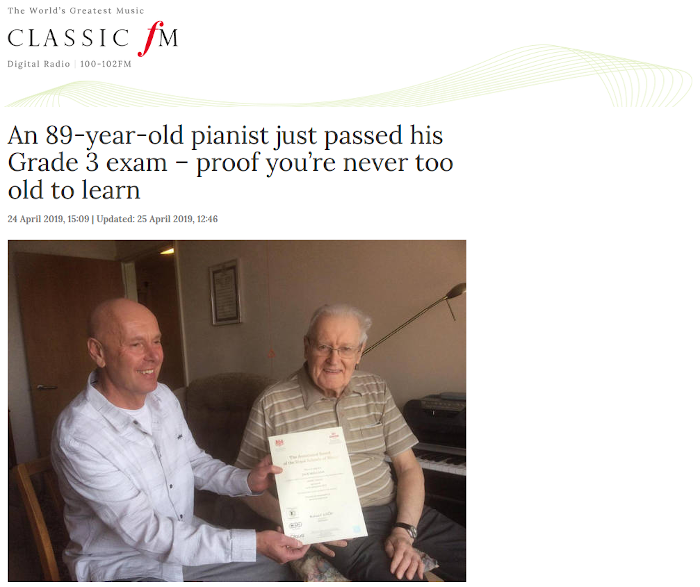 The World's Greatest Music
CLASSIC fM
Digital Radio | 100-102FM
An 89-year-old pianist just passed his
Grade 3 exam – proof you're never too
old to learn
24 April 2019, 15:09 | Updated: 25 April 2019, 12:46
The Associated Board
of the Royal Schools of Music